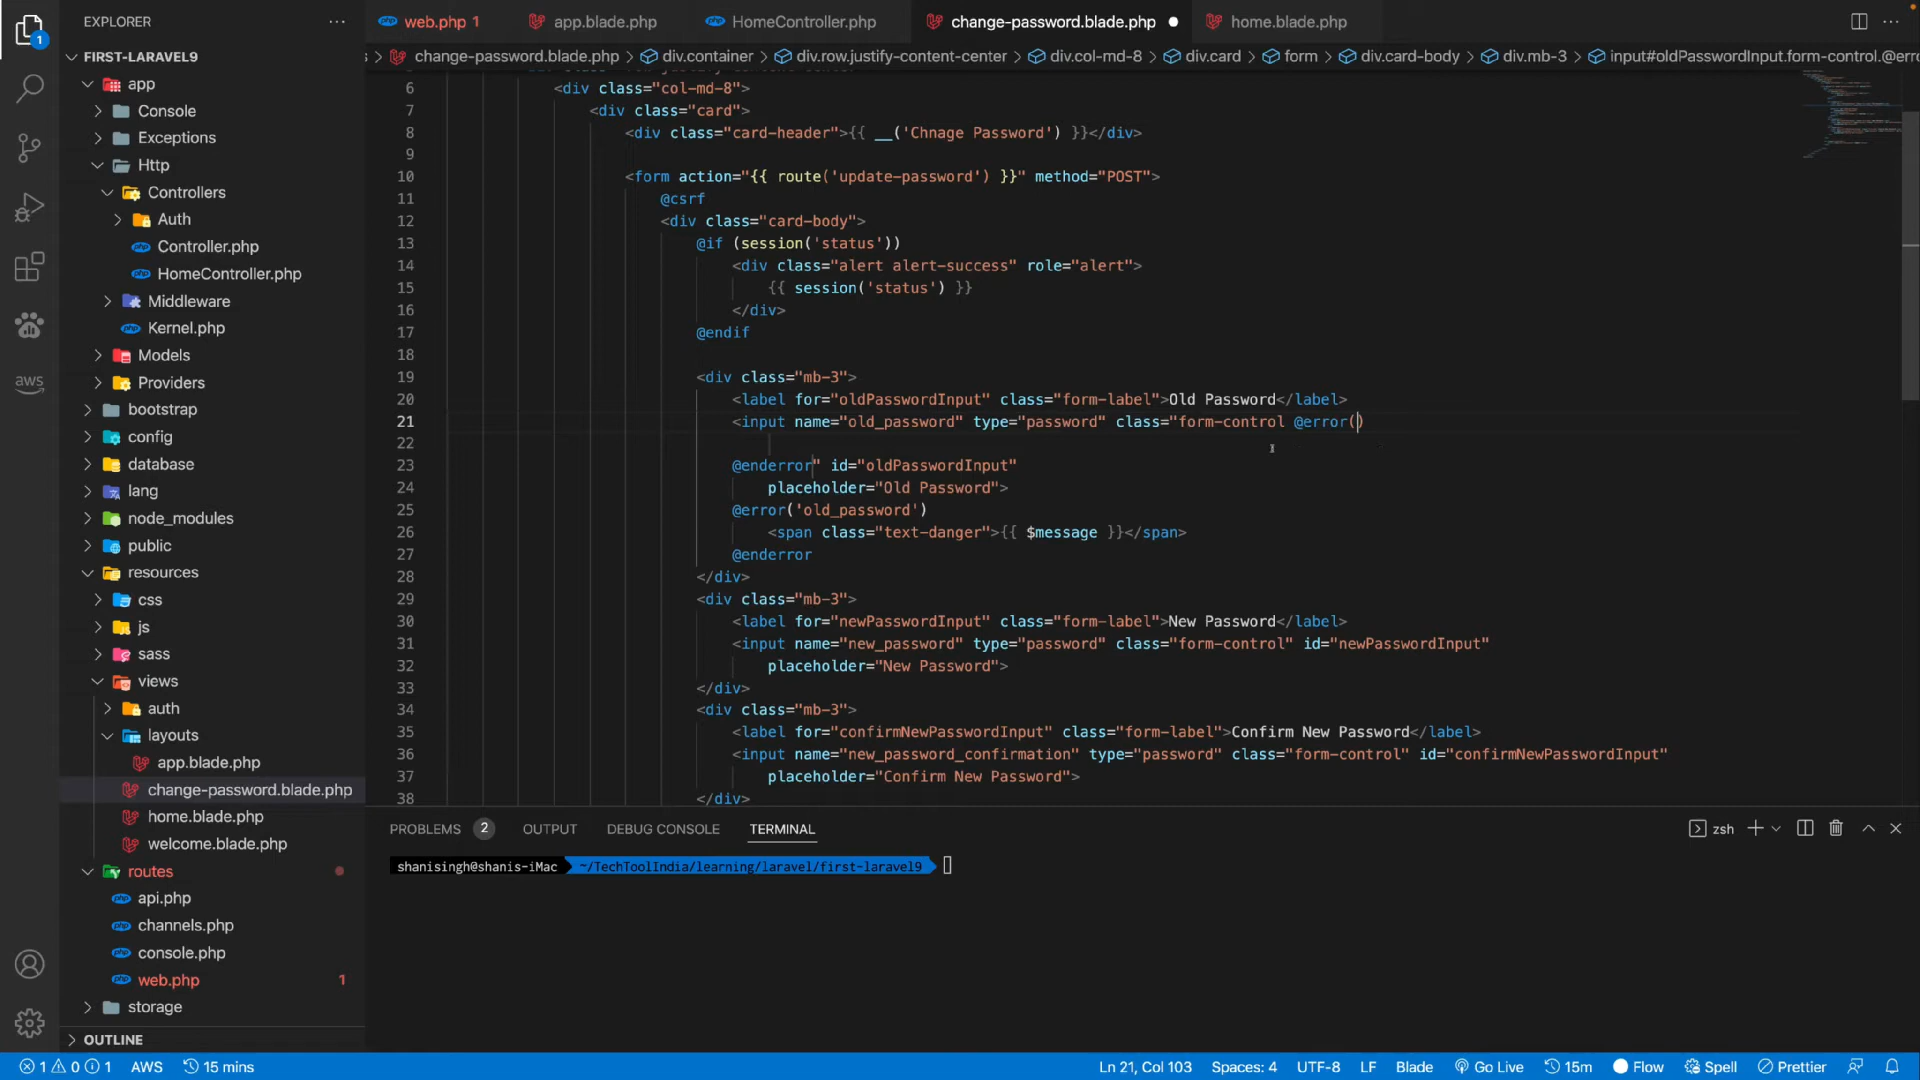 EXPLORER
web.php 1
app.blade.php
HomeController.php
change-password.blade.php
home.blade.php
FIRST-LARAVEL9
change-password.blade.php > div.container > div.row.justify-content-center > div.col-md-8 > div.card > form > div.card-body > div.mb-3 > input#oldPasswordInput.form-control.@erro
app
Console
Exceptions
Http
Controllers
Auth
Controller.php
HomeController.php
Middleware
Kernel.php
Models
Providers
bootstrap
config
database
lang
node_modules
public
resources
css
js
sass
views
auth
layouts
app.blade.php
change-password.blade.php
home.blade.php
welcome.blade.php
routes
api.php
channels.php
console.php
web.php 1
storage
OUTLINE
1
aws
6 <div class="col-md-8">
7 <div class="card">
8 <div class="card-header">{{ __('Chnage Password') }}</div>
9
10 <form action="{{ route('update-password') }}" method="POST">
11 @csrf
12 <div class="card-body">
13 @if (session('status'))
14 <div class="alert alert-success" role="alert">
15 {{ session('status') }}
16 </div>
17 @endif
18
19 <div class="mb-3">
20 <label for="oldPasswordInput" class="form-label">Old Password</label>
21 <input name="old_password" type="password" class="form-control @error()
22
23 @enderror" id="oldPasswordInput"
24 placeholder="Old Password">
25 @error('old_password')
26 <span class="text-danger">{{ $message }}</span>
27 @enderror
28 </div>
29 <div class="mb-3">
30 <label for="newPasswordInput" class="form-label">New Password</label>
31 <input name="new_password" type="password" class="form-control" id="newPasswordInput"
32 placeholder="New Password">
33 </div>
34 <div class="mb-3">
35 <label for="confirmNewPasswordInput" class="form-label">Confirm New Password</label>
36 <input name="new_password_confirmation" type="password" class="form-control" id="confirmNewPasswordInput"
37 placeholder="Confirm New Password">
38 </div>
PROBLEMS 2 OUTPUT DEBUG CONSOLE TERMINAL
zsh
shanisingh@shanis-iMac ~/TechToolIndia/learning/laravel/first-laravel9
1 0 1 AWS 15 mins
Ln 21, Col 103 Spaces: 4 UTF-8 LF Blade Go Live 15m Flow Spell Prettier